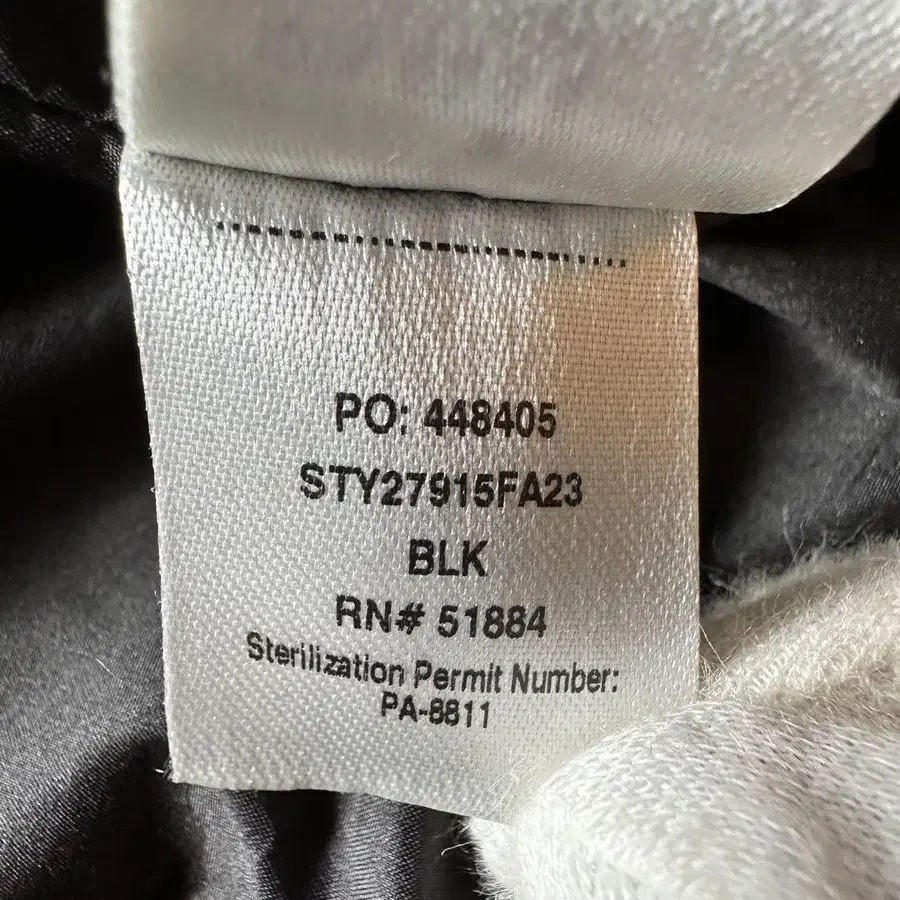 PO: 448405
STY27915FA23
BLK
RN# 51884
Sterilization Permit Number:
PA-8811